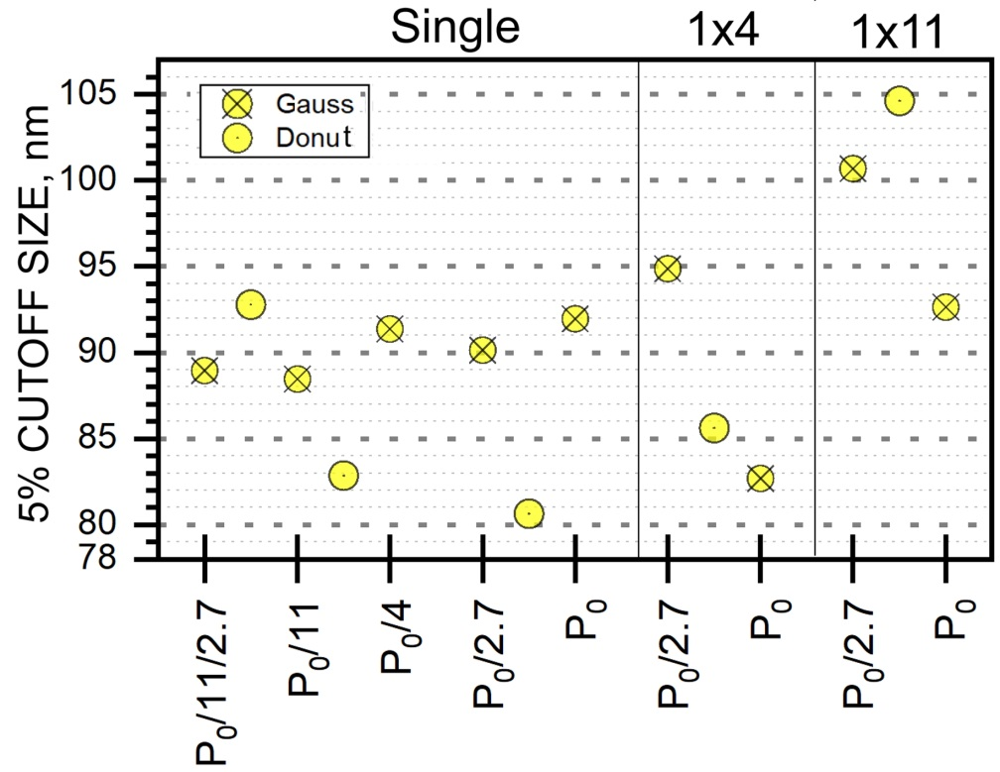 Single 1x4 1x11
Gauss
Donut
5% CUTOFF SIZE, nm
105
100
95
90
85
80
78
P₀/11/2.7
P₀/11
P₀/4
P₀/2.7
P₀
P₀/2.7
P₀
P₀/2.7
P₀